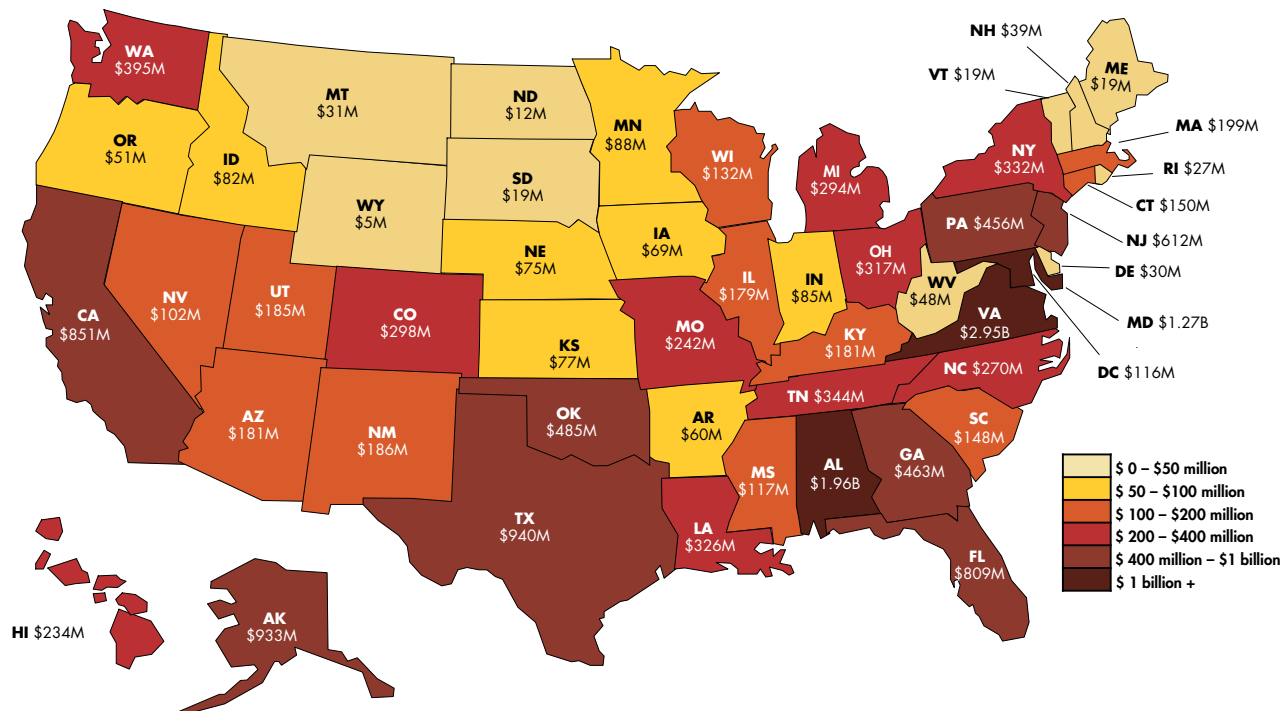 NH $39M
WA
$395M
VT $19M
ME
$19M
MT
$31M
ND
$12M
MN
$88M
MA $199M
OR
$51M
ID
$82M
WI
$132M
NY
$332M
MI
$294M
RI $27M
SD
$19M
WY
$5M
CT $150M
PA $456M
NJ $612M
IA
$69M
NE
$75M
OH
$317M
DE $30M
IL
$179M
IN
$85M
WV
$48M
NV
$102M
UT
$185M
CO
$298M
CA
$851M
VA
$2.95B
MD $1.27B
MO
$242M
KS
$77M
KY
$181M
NC $270M
DC $116M
TN $344M
AZ
$181M
NM
$186M
OK
$485M
AR
$60M
SC
$148M
MS
$117M
AL
$1.96B
GA
$463M
$ 0 – $50 million
$ 50 – $100 million
$ 100 – $200 million
$ 200 – $400 million
$ 400 million – $1 billion
$ 1 billion +
TX
$940M
LA
$326M
FL
$809M
HI $234M
AK
$933M